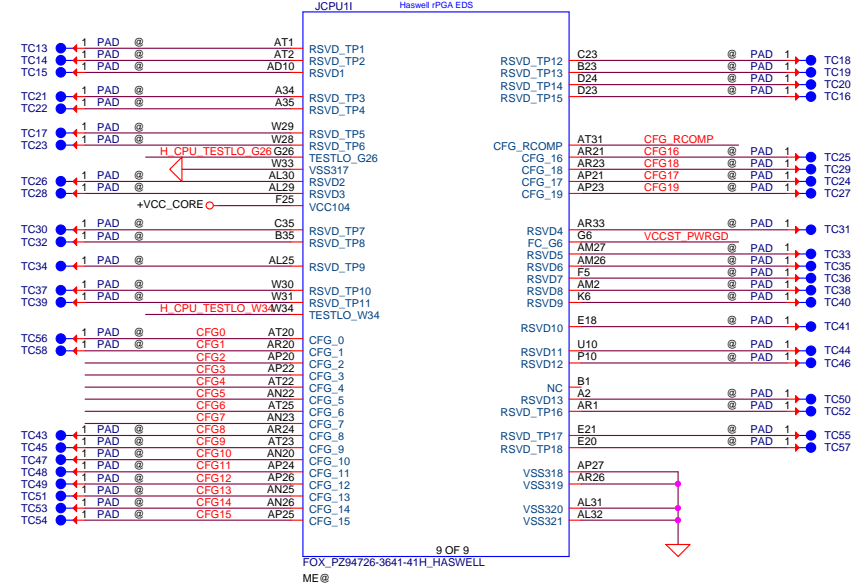 JCPU1I Haswell rPGA EDS
TC13 1 PAD @ AT1 RSVD_TP1
TC14 1 PAD @ AT2 RSVD_TP2
TC15 1 PAD @ AD10 RSVD1
TC21 1 PAD @ A34 RSVD_TP3
TC22 1 PAD @ A35 RSVD_TP4
TC17 1 PAD @ W29 RSVD_TP5
TC23 1 PAD @ W28 RSVD_TP6
H_CPU_TESTLO_G26 G26 TESTLO_G26
W33 VSS317
TC26 1 PAD @ AL30 RSVD2
TC28 1 PAD @ AL29 RSVD3
+VCC_CORE F25 VCC104
TC30 1 PAD @ C35 RSVD_TP7
TC32 1 PAD @ B35 RSVD_TP8
TC34 1 PAD @ AL25 RSVD_TP9
TC37 1 PAD @ W30 RSVD_TP10
TC39 1 PAD @ W31 RSVD_TP11
H_CPU_TESTLO_W34 W34 TESTLO_W34
TC56 1 PAD @ CFG0 AT20 CFG_0
TC58 1 PAD @ CFG1 AR20 CFG_1
CFG2 AP20 CFG_2
CFG3 AP22 CFG_3
CFG4 AT22 CFG_4
CFG5 AN22 CFG_5
CFG6 AT25 CFG_6
CFG7 AN23 CFG_7
TC43 1 PAD @ CFG8 AR24 CFG_8
TC45 1 PAD @ CFG9 AT23 CFG_9
TC47 1 PAD @ CFG10 AN20 CFG_10
TC48 1 PAD @ CFG11 AP24 CFG_11
TC49 1 PAD @ CFG12 AP26 CFG_12
TC51 1 PAD @ CFG13 AN25 CFG_13
TC53 1 PAD @ CFG14 AN26 CFG_14
TC54 1 PAD @ CFG15 AP25 CFG_15
RSVD_TP12 C23 @ PAD 1 TC18
RSVD_TP13 B23 @ PAD 1 TC19
RSVD_TP14 D24 @ PAD 1 TC20
RSVD_TP15 D23 @ PAD 1 TC16
CFG_RCOMP AT31 CFG_RCOMP
CFG_16 AR21 CFG16 @ PAD 1 TC25
CFG_18 AR23 CFG18 @ PAD 1 TC29
CFG_17 AP21 CFG17 @ PAD 1 TC24
CFG_19 AP23 CFG19 @ PAD 1 TC27
RSVD4 AR33 @ PAD 1 TC31
FC_G6 G6 VCCST_PWRGD
RSVD5 AM27 @ PAD 1 TC33
RSVD6 AM26 @ PAD 1 TC35
RSVD7 F5 @ PAD 1 TC36
RSVD8 AM2 @ PAD 1 TC38
RSVD9 K6 @ PAD 1 TC40
RSVD10 E18 @ PAD 1 TC41
RSVD11 U10 @ PAD 1 TC44
RSVD12 P10 @ PAD 1 TC46
NC B1
RSVD13 A2 @ PAD 1 TC50
RSVD_TP16 AR1 @ PAD 1 TC52
RSVD_TP17 E21 @ PAD 1 TC55
RSVD_TP18 E20 @ PAD 1 TC57
VSS318 AP27
VSS319 AR26
VSS320 AL31
VSS321 AL32
9 OF 9
FOX_PZ94726-3641-41H_HASWELL
ME@